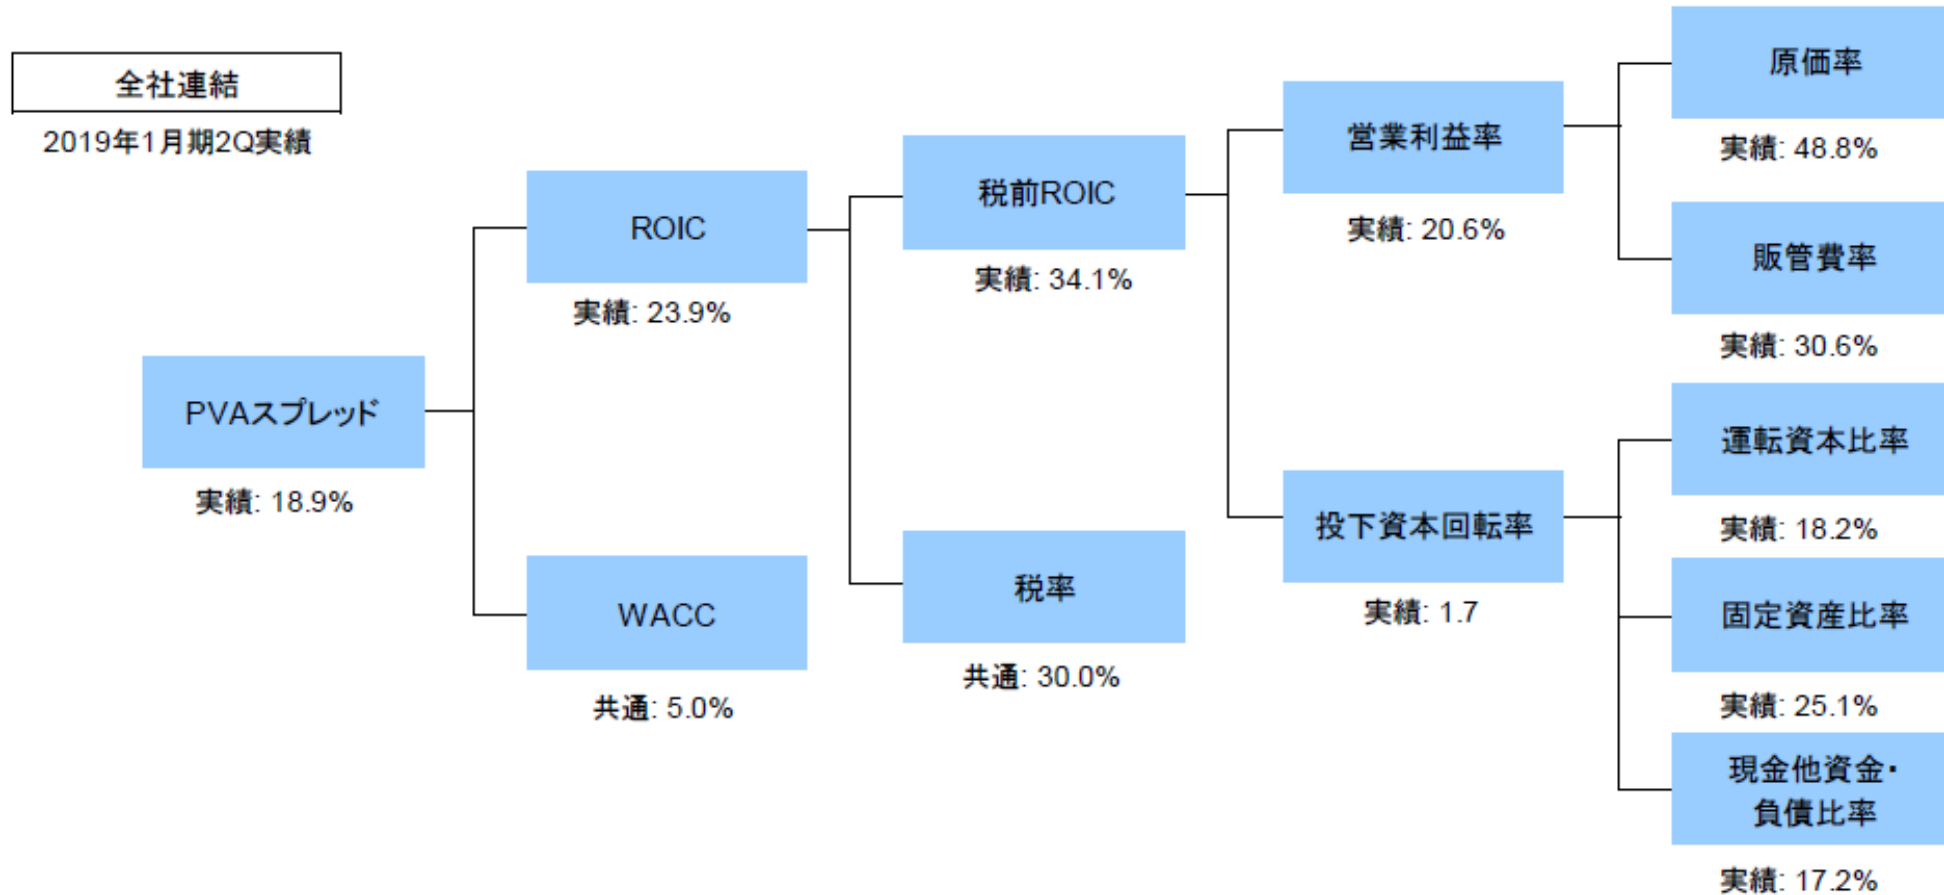 全社連結
2019年1月期2Q実績
PVAスプレッド
実績: 18.9%
ROIC
実績: 23.9%
WACC
共通: 5.0%
税前ROIC
実績: 34.1%
税率
共通: 30.0%
営業利益率
実績: 20.6%
投下資本回転率
実績: 1.7
原価率
実績: 48.8%
販管費率
実績: 30.6%
運転資本比率
実績: 18.2%
固定資産比率
実績: 25.1%
現金他資金・
負債比率
実績: 17.2%